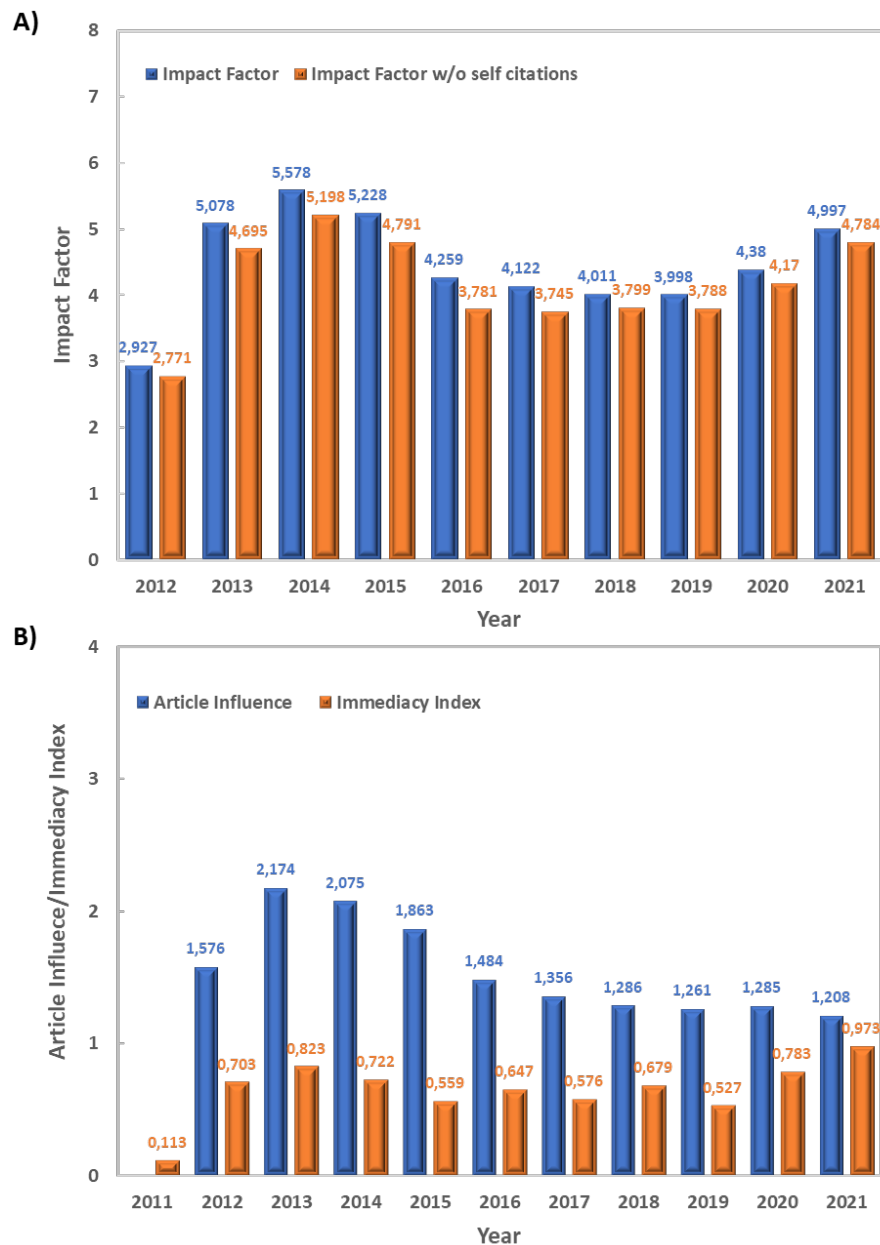 A)
8
Impact Factor Impact Factor w/o self citations
7
6
5,578
5,078 5,198 5,228
4,997
5
4,695 4,791 4,784
4,259 4,122 4,011 3,998 4,38 4,17
4
3,781 3,745 3,799 3,788
3
2,927 2,771
2
1
0
Impact Factor
2012 2013 2014 2015 2016 2017 2018 2019 2020 2021
Year
B)
4
Article Influence Immediacy Index
3
2,174 2,075
2
1,863
1,576 1,484 1,356 1,286 1,261 1,285 1,208
1
0,703 0,823 0,722 0,559 0,647 0,576 0,679 0,527 0,783 0,973
0,113
0
Article Influece/Immediacy Index
2011 2012 2013 2014 2015 2016 2017 2018 2019 2020 2021
Year